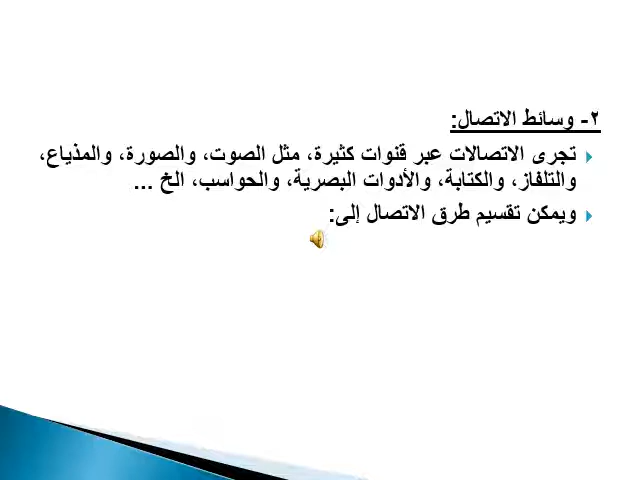 ٢- وسائط الاتصال:
تجرى الاتصالات عبر قنوات كثيرة، مثل الصوت، والصورة، والمذياع،
والتلفاز، والكتابة، والأدوات البصرية، والحواسب، الخ ...
ويمكن تقسيم طرق الاتصال إلى: